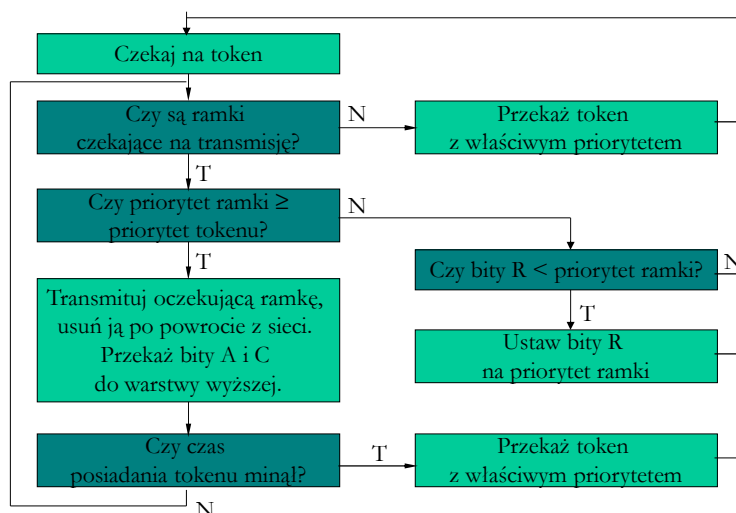 Czekaj na token
Czy są ramki
czekające na transmisję?
N
Przekaż token
z właściwym priorytetem
T
Czy priorytet ramki ≥
priorytet tokenu?
N
T
Czy bity R < priorytet ramki?
N
T
Transmituj oczekującą ramkę,
usuń ją po powrocie z sieci.
Przekaż bity A i C
do warstwy wyższej.
Ustaw bity R
na priorytet ramki
Czy czas
posiadania tokenu minął?
T
Przekaż token
z właściwym priorytetem
N